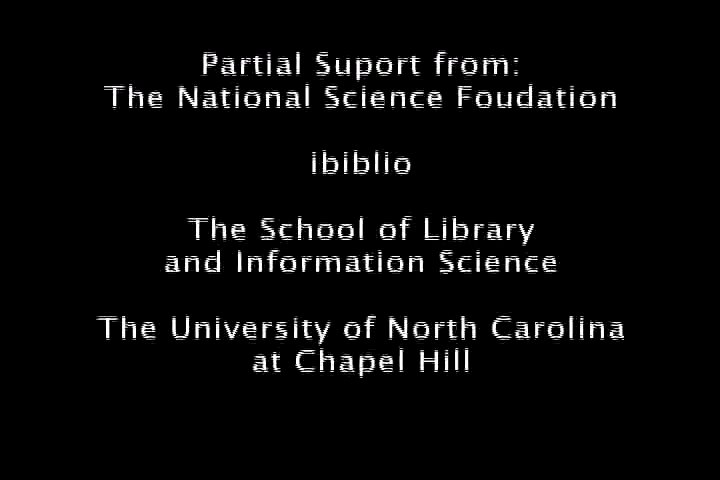 Partial Suport from:
The National Science Foudation
ibiblio
The School of Library
and Information Science
The University of North Carolina
at Chapel Hill